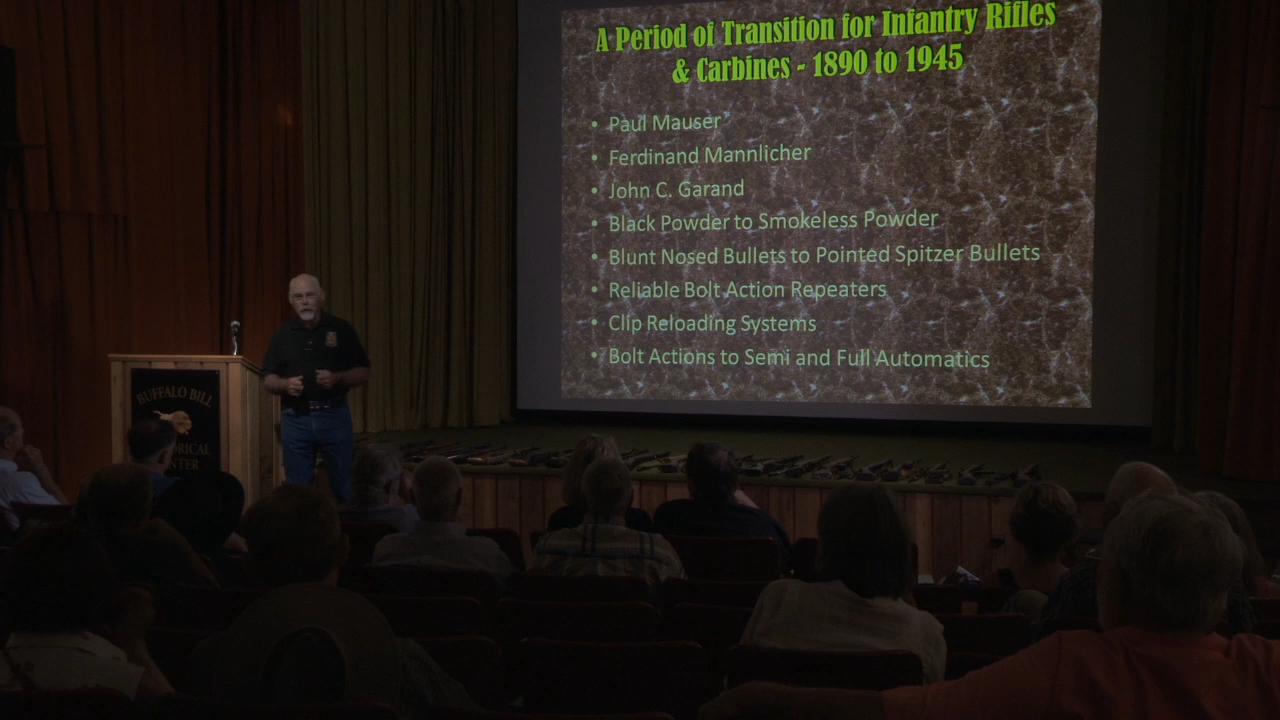 A Period of Transition for Infantry Rifles
& Carbines - 1890 to 1945
• Paul Mauser
• Ferdinand Mannlicher
• John C. Garand
• Black Powder to Smokeless Powder
• Blunt Nosed Bullets to Pointed Spitzer Bullets
• Reliable Bolt Action Repeaters
• Clip Reloading Systems
• Bolt Actions to Semi and Full Automatics
BUFFALO BILL